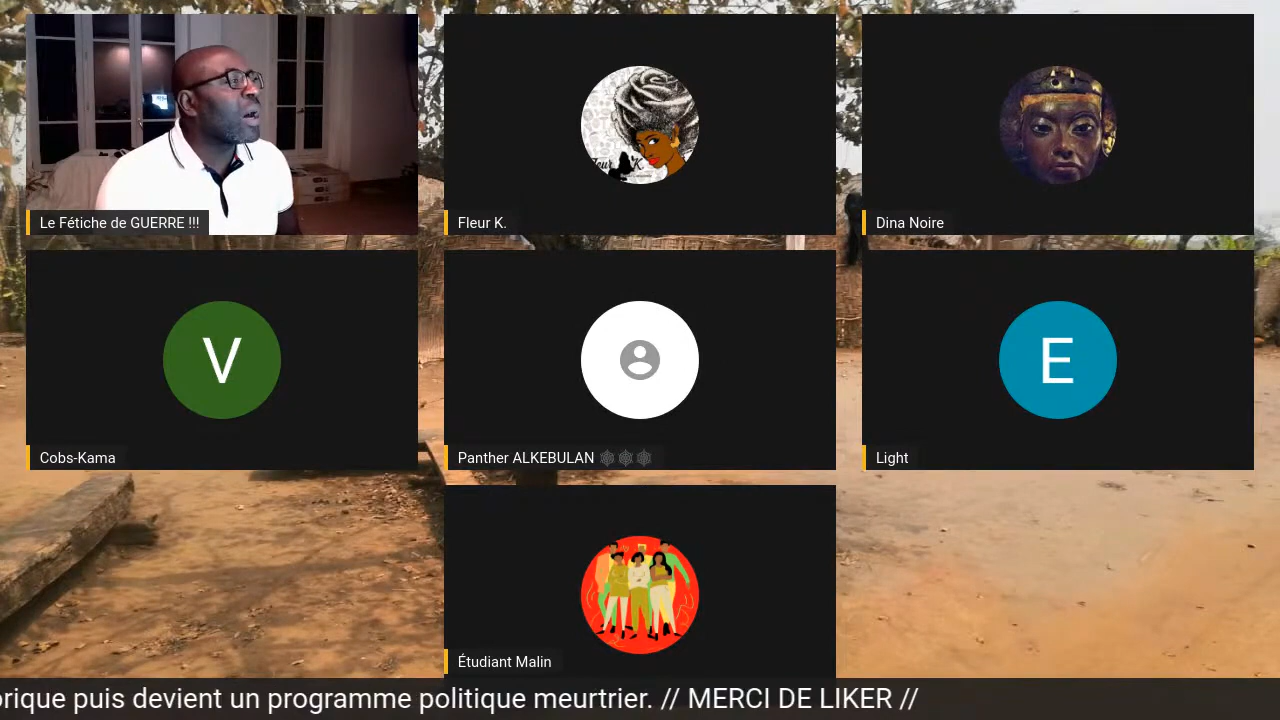 Le Fétiche de GUERRE !!!
Fleur K.
Dina Noire
V
Cobs-Kama
Panther ALKEBULAN
E
Light
Étudiant Malin
orique puis devient un programme politique meurtrier. // MERCI DE LIKER //